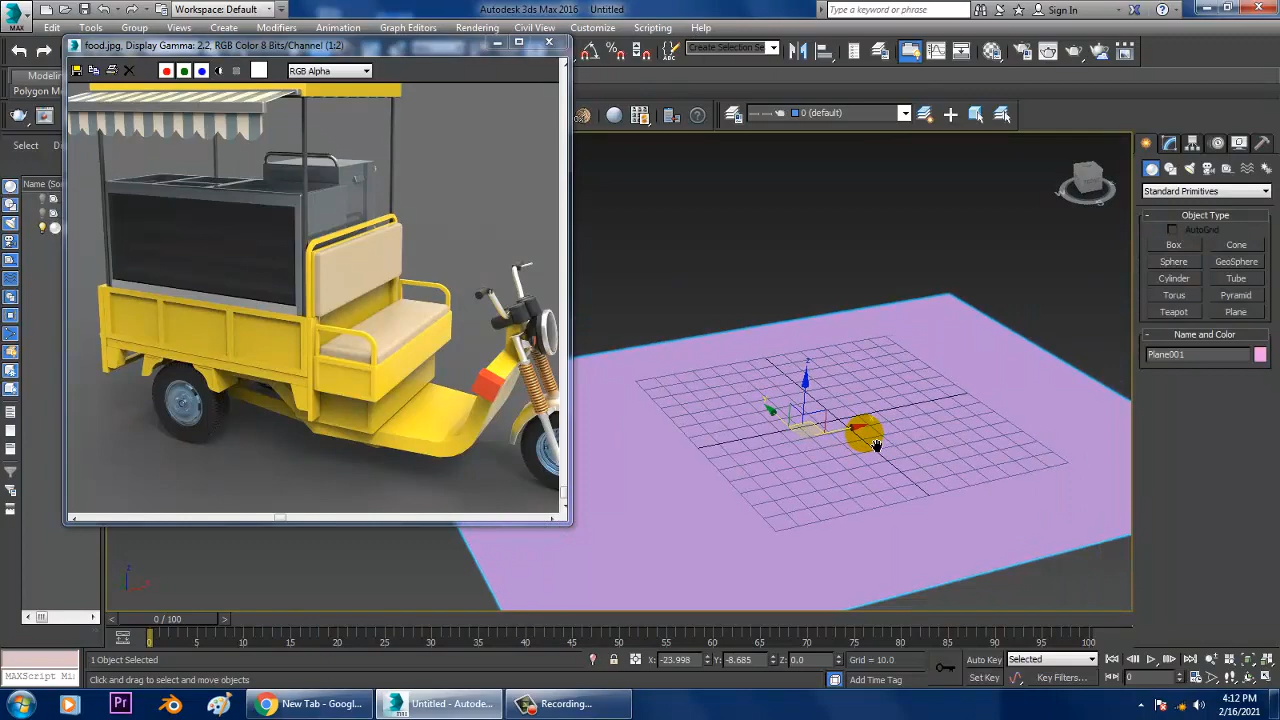 Workspace: Default
Autodesk 3ds Max 2016 Untitled
Type a keyword or phrase
Sign In
MAX
Edit Tools Group Views Create Modifiers Animation Graph Editors Rendering Civil View Customize Scripting Help
food.jpg, Display Gamma: 2.2, RGB Color 8 Bits/Channel (1:2)
Create Selection Se
RGB Alpha
Modelin
Polygon Mo
0 (default)
Select
Name (So
Standard Primitives
- Object Type
AutoGrid
Box Cone
Sphere GeoSphere
Cylinder Tube
Torus Pyramid
Teapot Plane
- Name and Color
Plane001
z
z
0 / 100
0 5 10 15 20 25 30 35 40 45 50 55 60 65 70 75 80 85 90 95 100
1 Object Selected
X: -23.998 Y: -8.685 Z: 0.0 Grid = 10.0
Auto Key Selected
MAXScript Mi
Click and drag to select and move objects
Add Time Tag
Set Key Key Filters...
0
Pr
New Tab - Googl...
Untitled - Autode...
Recording...
4:12 PM
2/16/2021